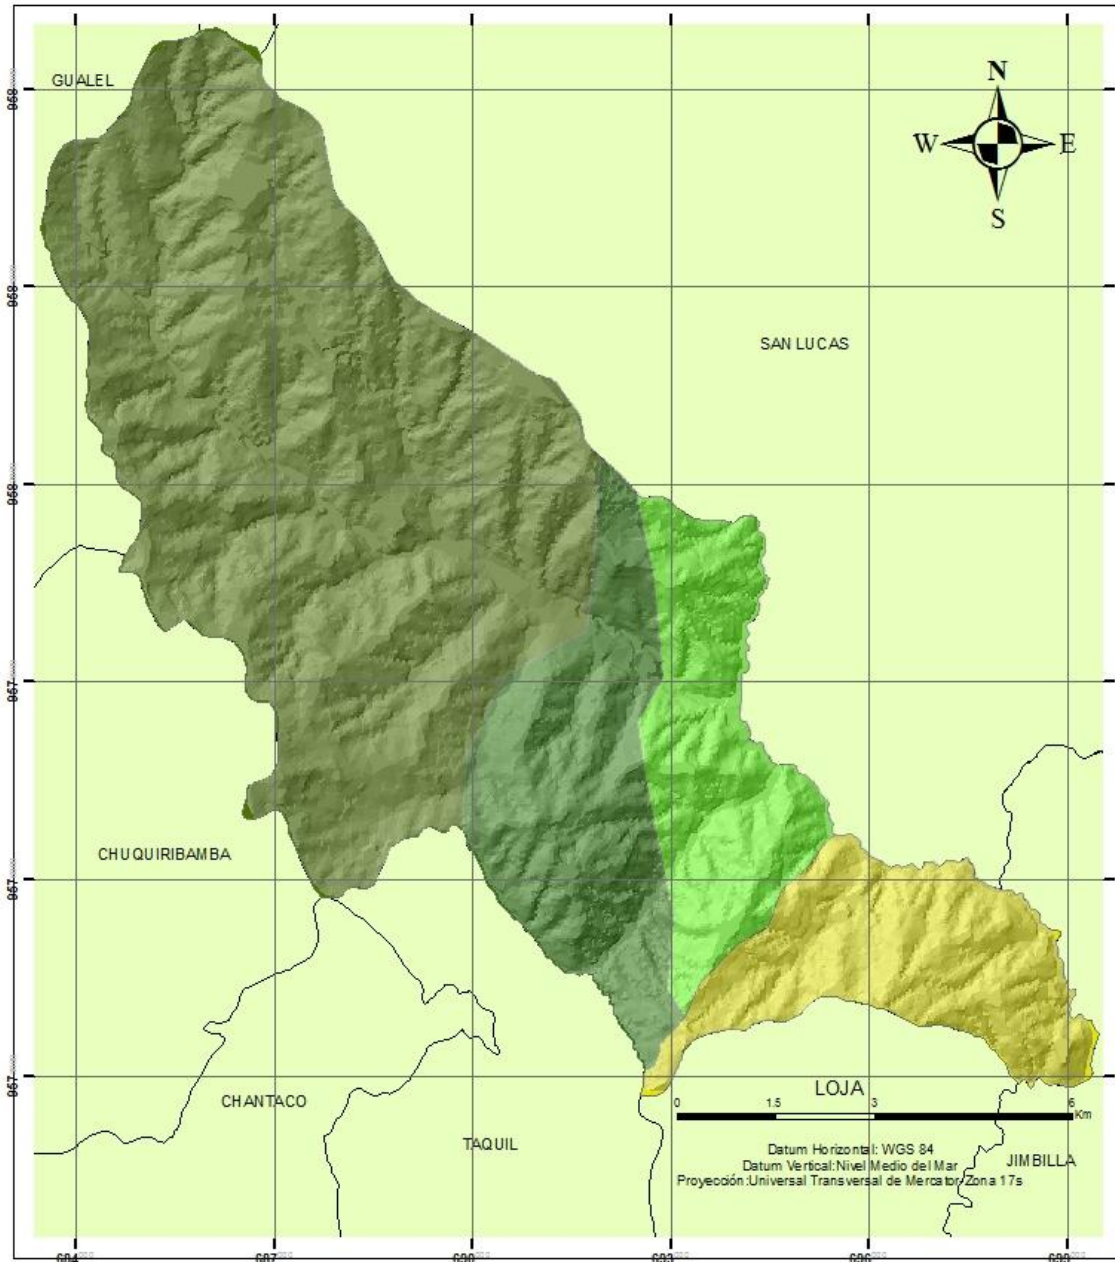 N
GUALEL
W E
S
SAN LUCAS
CHUQUIRIBAMBA
CHANTACO
TAQUIL
LOJA
0 1.5 3 6
Km
Datum Horizontal: WGS 84
Datum Vertical:Nivel Medio del Mar
JIMBILLA
Proyección:Universal Transversal de Mercator-Zona 17s